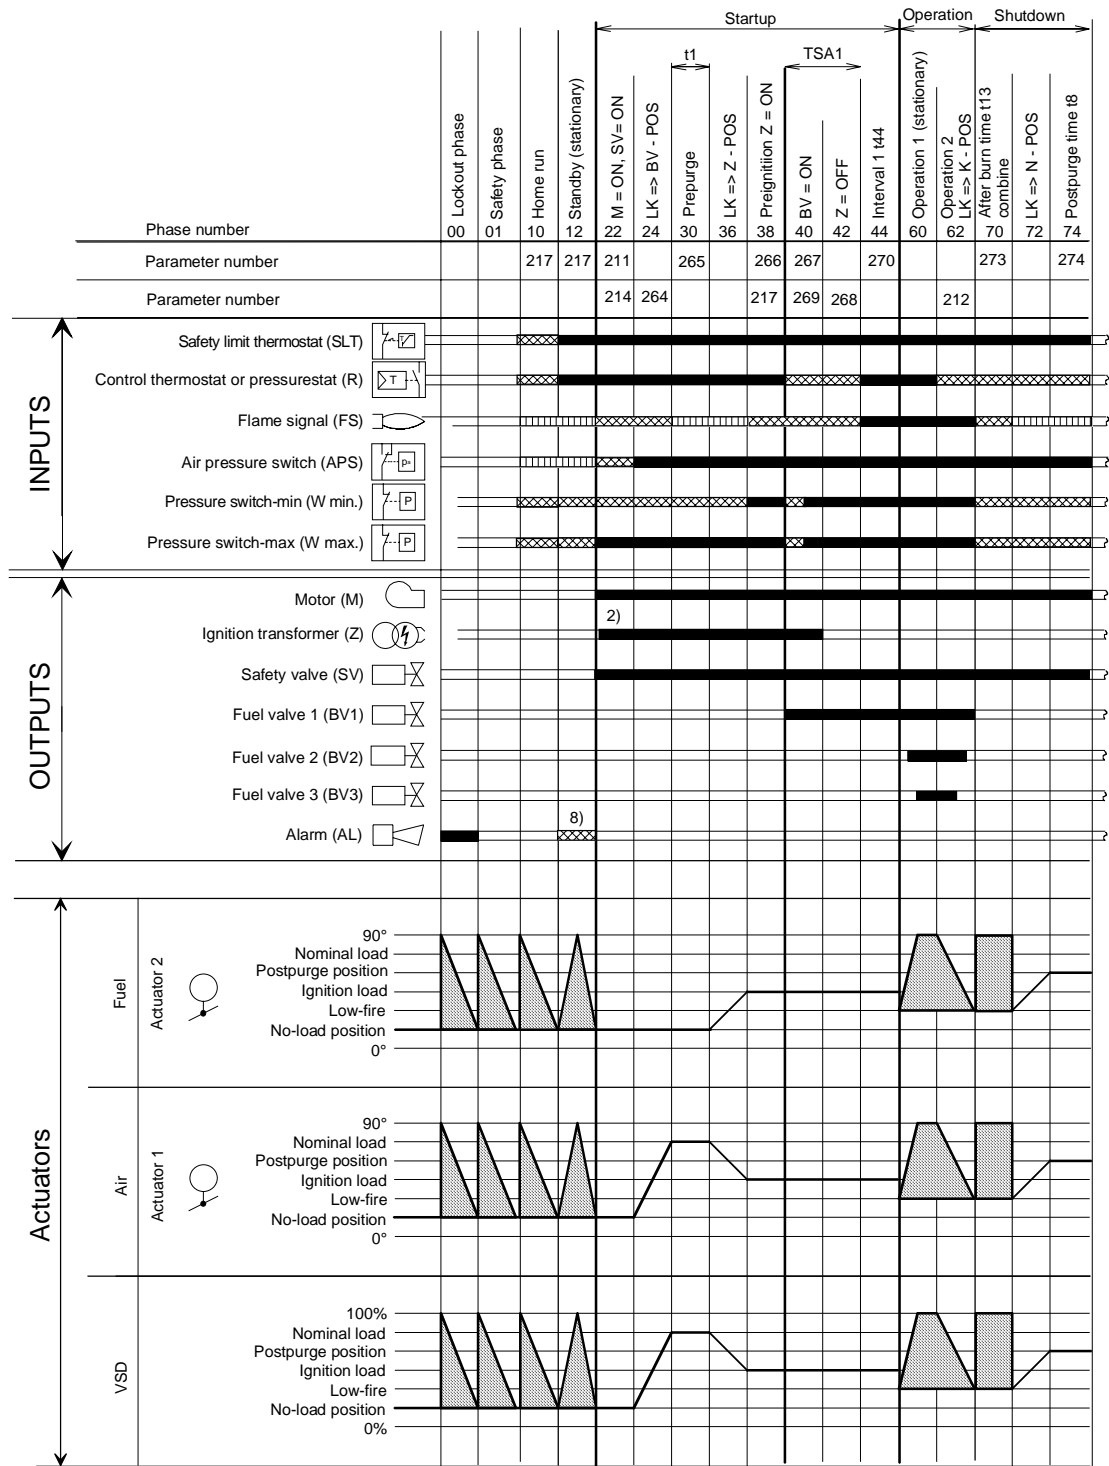 Startup
Operation
Shutdown
t1
TSA1
Lockout phase
Safety phase
Home run
Standby (stationary)
M = ON, SV= ON
LK => BV - POS
Prepurge
LK => Z - POS
Preignitiion Z = ON
BV = ON
Z = OFF
Interval 1 t44
Operation 1 (stationary)
Operation 2
LK => K - POS
After burn time t13
combine
LK => N - POS
Postpurge time t8
Phase number 00 01 10 12 22 24 30 36 38 40 42 44 60 62 70 72 74
Parameter number 217 217 211 265 266 267 270 273 274
Parameter number 214 264 217 269 268 212
INPUTS
Safety limit thermostat (SLT)
Control thermostat or pressurestat (R) T
Flame signal (FS)
Air pressure switch (APS)
Pressure switch-min (W min.) P
Pressure switch-max (W max.) P
OUTPUTS
Motor (M)
2)
Ignition transformer (Z)
Safety valve (SV)
Fuel valve 1 (BV1)
Fuel valve 2 (BV2)
Fuel valve 3 (BV3)
8)
Alarm (AL)
Actuators
Fuel
Actuator 2
90°
Nominal load
Postpurge position
Ignition load
Low-fire
No-load position
0°
Air
Actuator 1
90°
Nominal load
Postpurge position
Ignition load
Low-fire
No-load position
0°
VSD
100%
Nominal load
Postpurge position
Ignition load
Low-fire
No-load position
0%